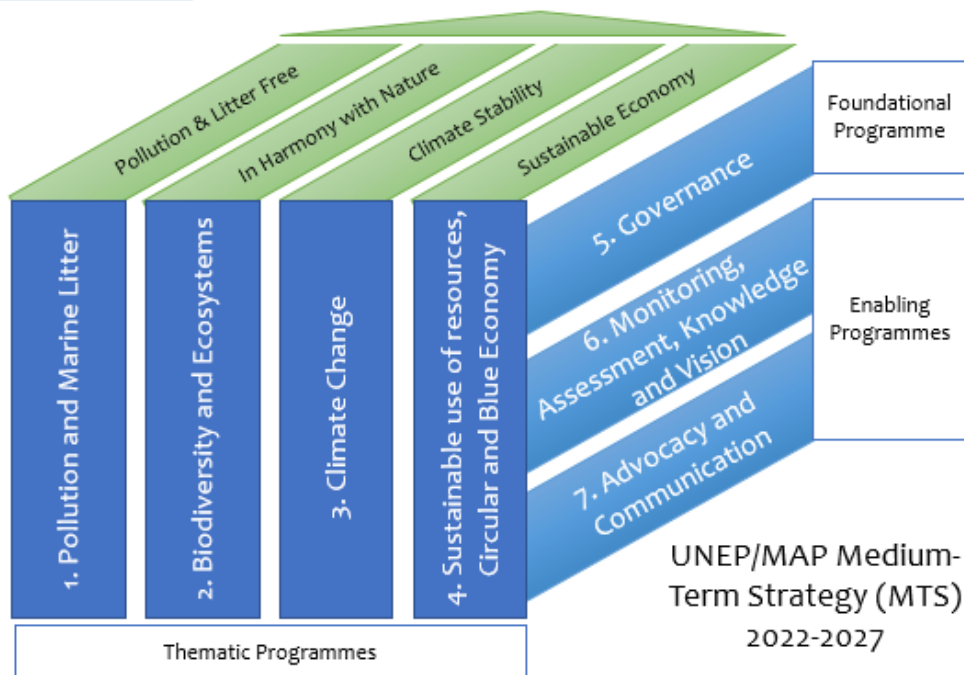 Pollution & Litter Free
In Harmony with Nature
Climate Stability
Sustainable Economy
1. Pollution and Marine Litter
2. Biodiversity and Ecosystems
3. Climate Change
4. Sustainable use of resources,
Circular and Blue Economy
5. Governance
6. Monitoring,
Assessment, Knowledge
and Vision
7. Advocacy and
Communication
Foundational
Programme
Enabling
Programmes
Thematic Programmes
UNEP/MAP Medium-
Term Strategy (MTS)
2022-2027